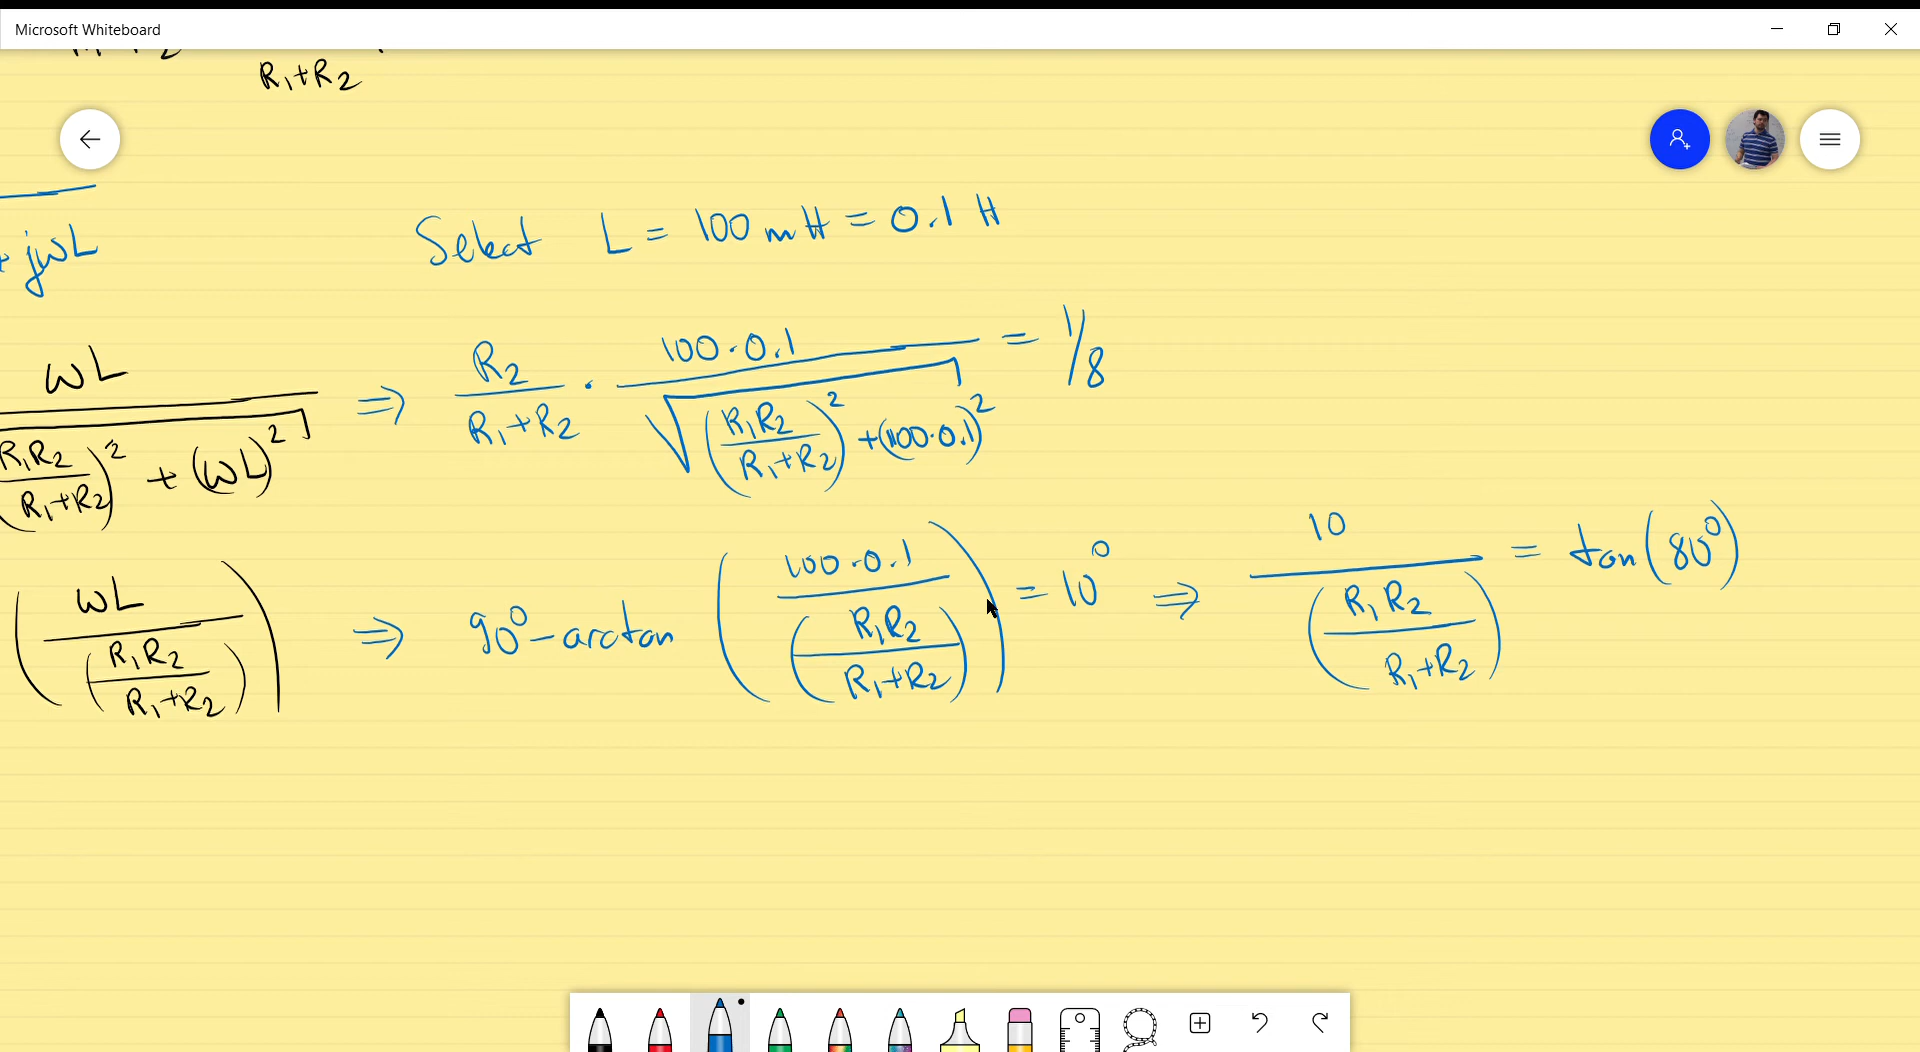 Microsoft Whiteboard
R₁+R₂
jωL
Select L = 100 mH = 0.1 H
ωL / √((R₁R₂/(R₁+R₂))² + (ωL)²) ⇒ R₂/(R₁+R₂) · 100·0.1 / √((R₁R₂/(R₁+R₂))² + (100·0.1)²) = 1/8
(ωL / (R₁R₂/(R₁+R₂))) ⇒ 90° − arctan (100·0.1 / (R₁R₂/(R₁+R₂))) = 10° ⇒ 10 / (R₁R₂/(R₁+R₂)) = tan(80°)